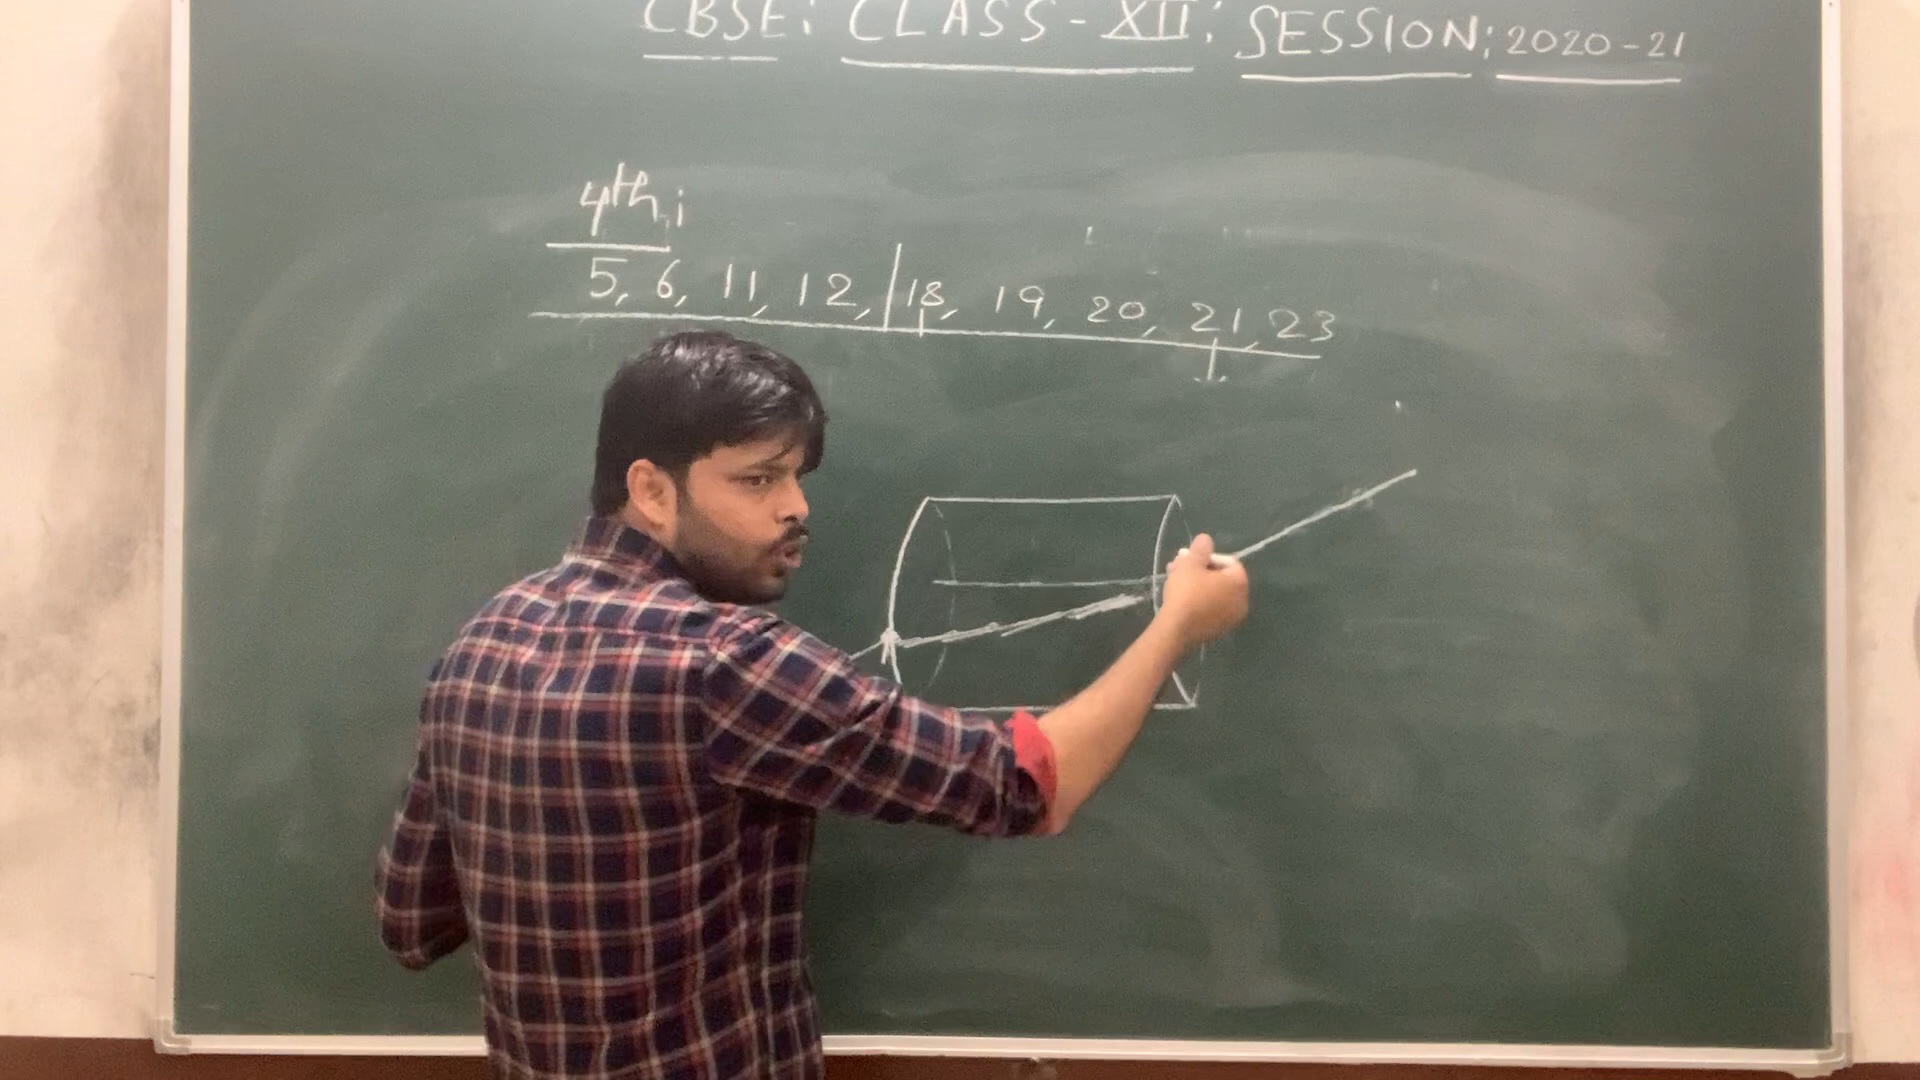 CBSE: CLASS-XII: SESSION: 2020-21
4th:
5, 6, 11, 12, 18, 19, 20, 21, 23